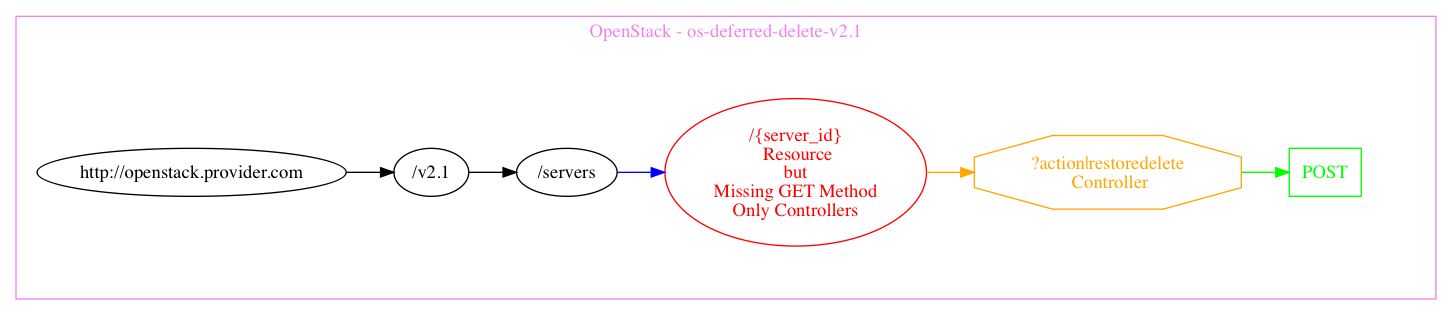 OpenStack - os-deferred-delete-v2.1
http://openstack.provider.com
/v2.1
/servers
/{server_id}
Resource
but
Missing GET Method
Only Controllers
?action|restoredelete
Controller
POST